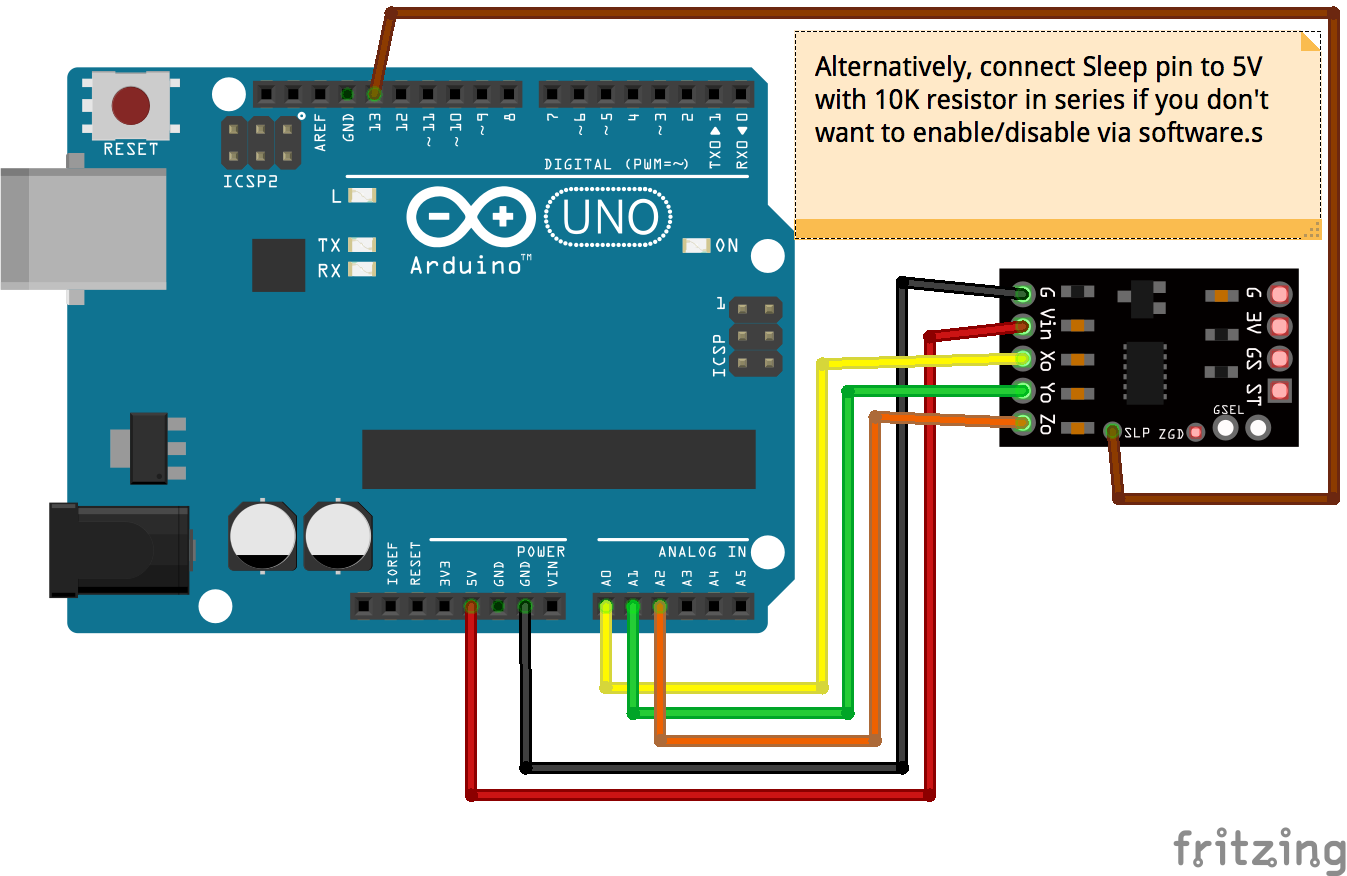 Alternatively, connect Sleep pin to 5V
with 10K resistor in series if you don't
want to enable/disable via software.s
RESET
ICSP2
AREF
GND
13
12
~11
~10
~9
8
7
~6
~5
4
~3
2
TX0▶1
RX0◀0
DIGITAL (PWM=~)
L
TX
RX
UNO
Arduino™
ON
1
ICSP
G
Vin
Xo
Yo
Zo
G
3V
GS
ST
GSEL
SLP ZGD
IOREF
RESET
3V3
5V
GND
GND
VIN
POWER
ANALOG IN
A0
A1
A2
A3
A4
A5
fritzing